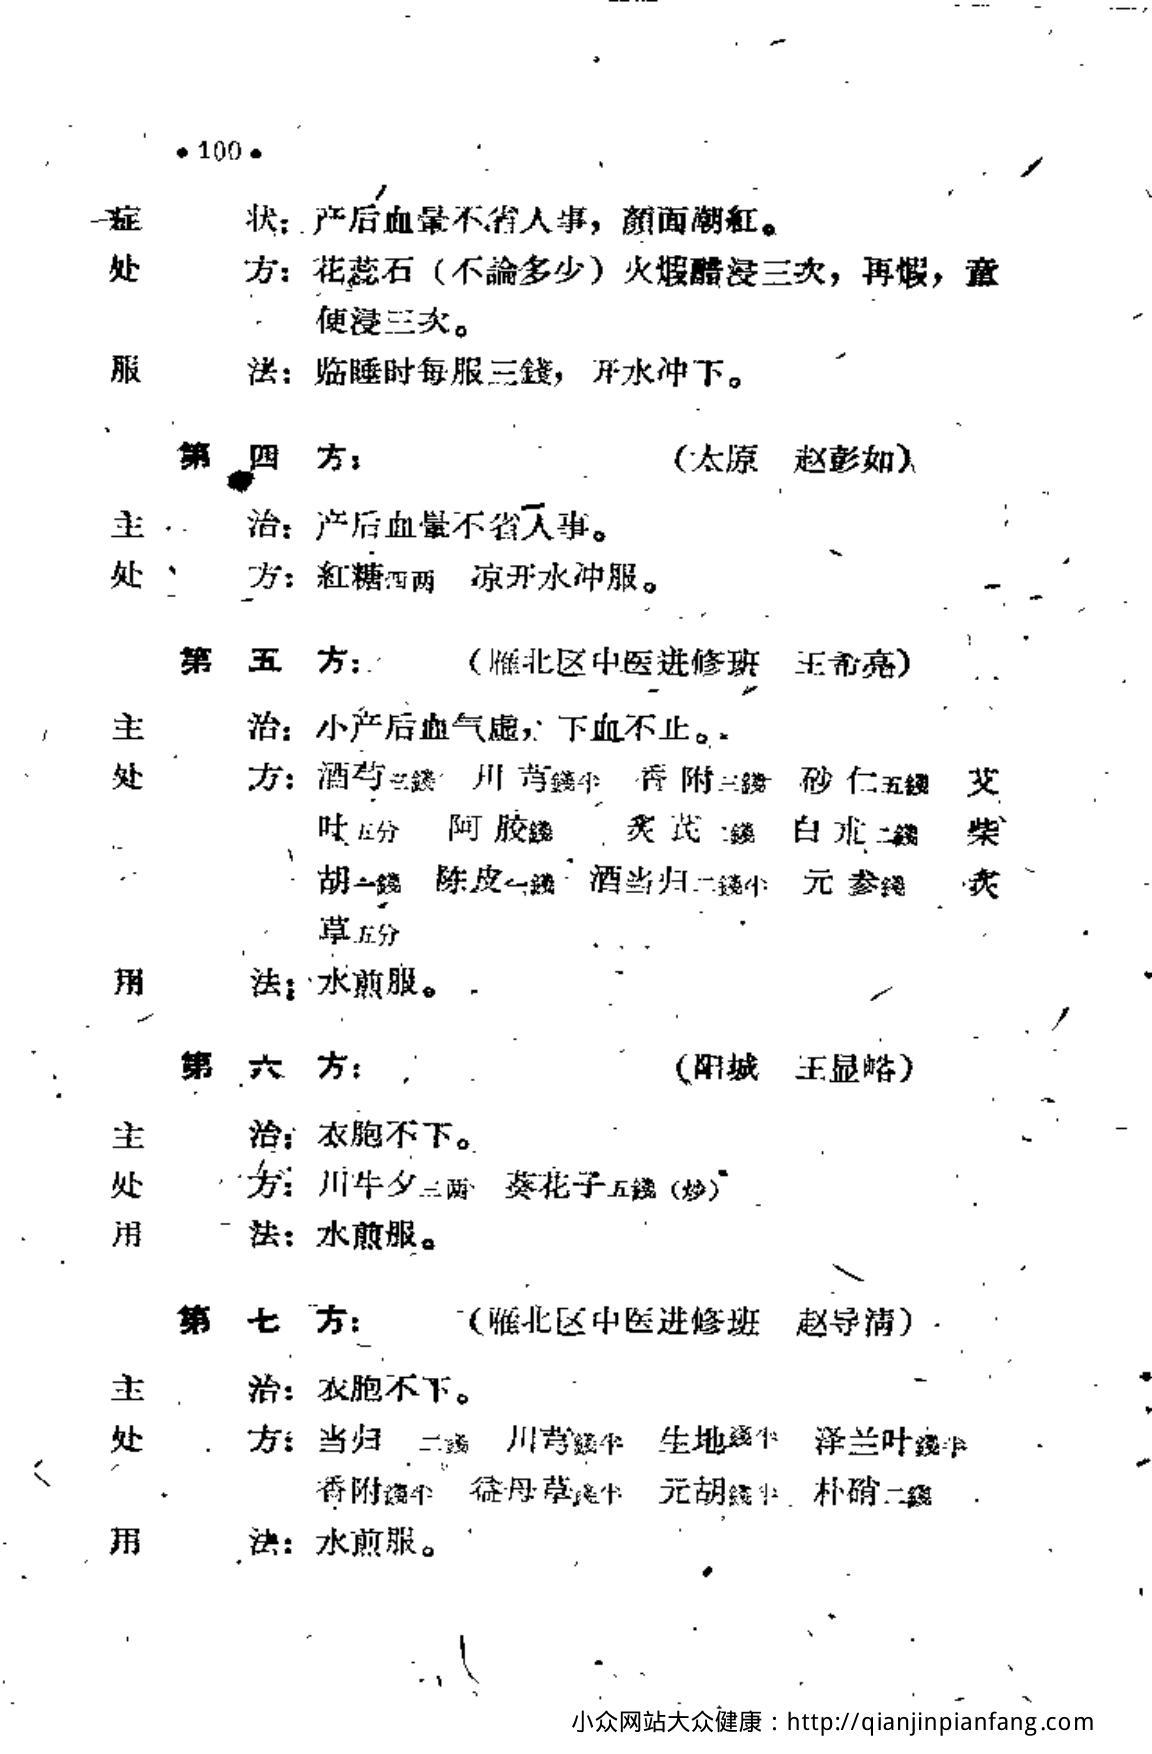 •100•
症　状：产后血暈不省人事，顏面潮紅。
处　方：花蕊石（不論多少）火煅醋浸三次，再煅，童
便浸三次。
服　法：临睡时每服三錢，开水冲下。
第四方：　（太原　赵彭如）
主　治：产后血暈不省人事。
处　方：紅糖四两　凉开水冲服。
第五方：　（雁北区中医进修班　王希亮）
主　治：小产后血气虚，下血不止。
处　方：酒芍三錢　川芎錢半　香附三錢　砂仁五錢　艾
叶五分　阿胶錢　炙芪二錢　白朮二錢　柴
胡一錢　陈皮一錢　酒当归二錢半　元参錢　炙
草五分
用　法：水煎服。
第六方：　（阳城　王显皓）
主　治：衣胞不下。
处　方：川牛夕三两　葵花子五錢（炒）
用　法：水煎服。
第七方：　（雁北区中医进修班　赵导清）
主　治：衣胞不下。
处　方：当归　二錢　川芎錢半　生地錢半　泽兰叶錢半
香附錢半　益母草錢半　元胡錢半　朴硝二錢
用　法：水煎服。
小众网站大众健康：http://qianjinpianfang.com